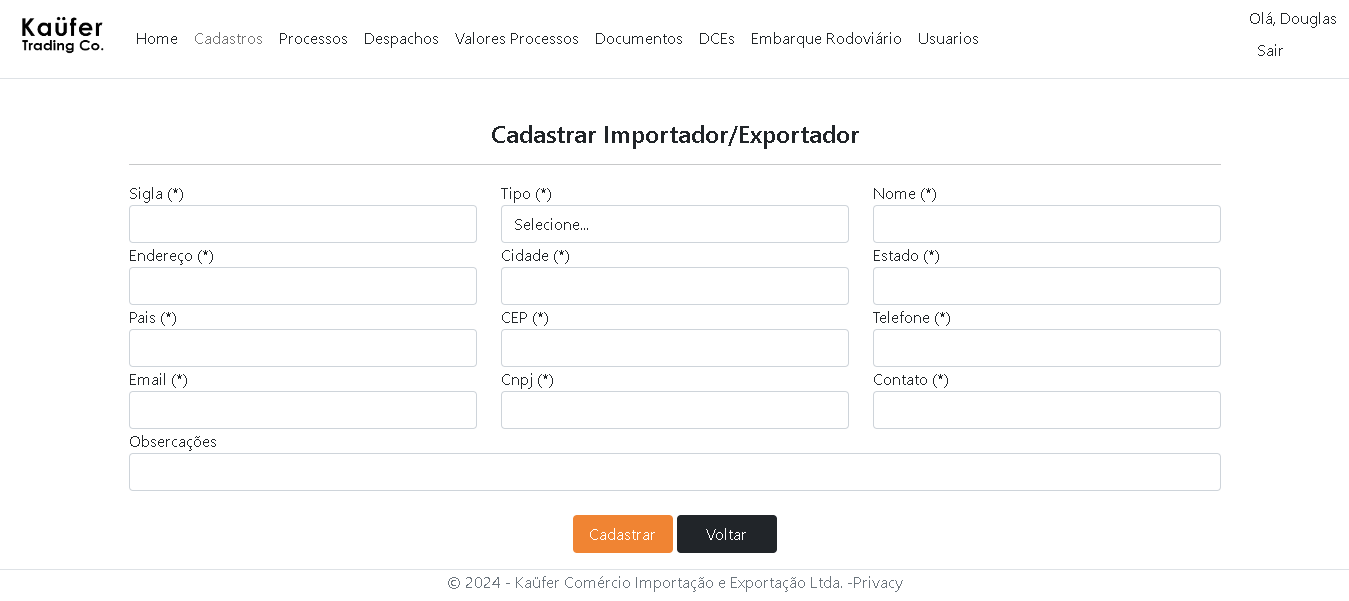 Kaüfer
Trading Co.
Home Cadastros Processos Despachos Valores Processos Documentos DCEs Embarque Rodoviário Usuarios
Olá, Douglas
Sair
Cadastrar Importador/Exportador
Sigla (*) Tipo (*) Nome (*)
Selecione...
Endereço (*) Cidade (*) Estado (*)
Pais (*) CEP (*) Telefone (*)
Email (*) Cnpj (*) Contato (*)
Obsercações
Cadastrar Voltar
© 2024 - Kaüfer Comércio Importação e Exportação Ltda. -Privacy